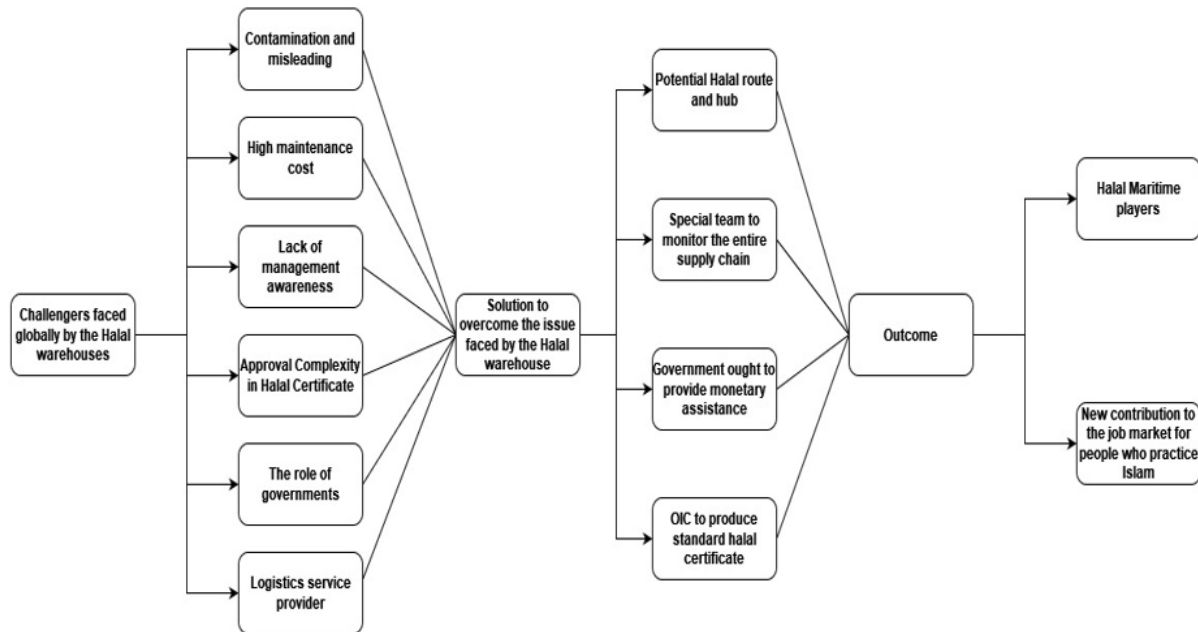 Contamination and
misleading
High maintenance
cost
Lack of
management
awareness
Approval Complexity
in Halal Certificate
The role of
governments
Logistics service
provider
Challengers faced
globally by the Halal
warehouses
Solution to
overcome the issue
faced by the Halal
warehouse
Potential Halal route
and hub
Special team to
monitor the entire
supply chain
Government ought to
provide monetary
assistance
OIC to produce
standard halal
certificate
Outcome
Halal Maritime
players
New contribution to
the job market for
people who practice
Islam